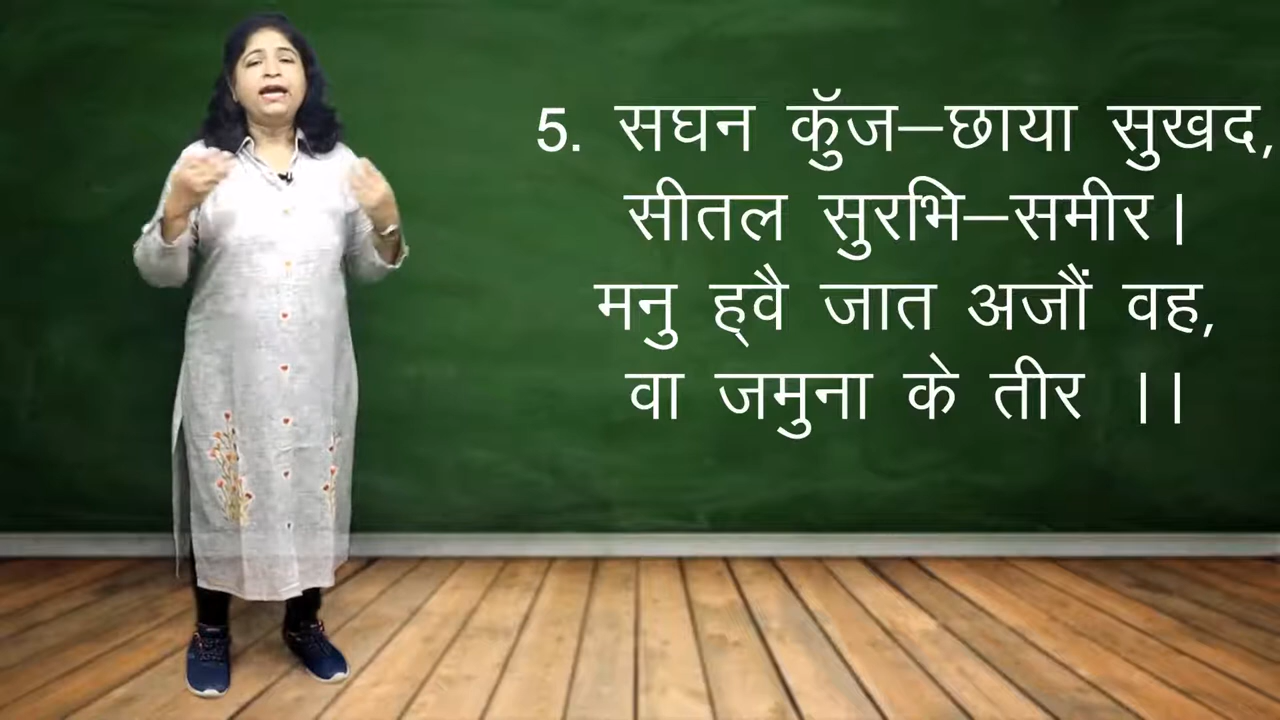 5. सघन कुॅंज–छाया सुखद,
सीतल सुरभि–समीर।
मनु ह्‌वै जात अजौं वह,
वा जमुना के तीर ।।